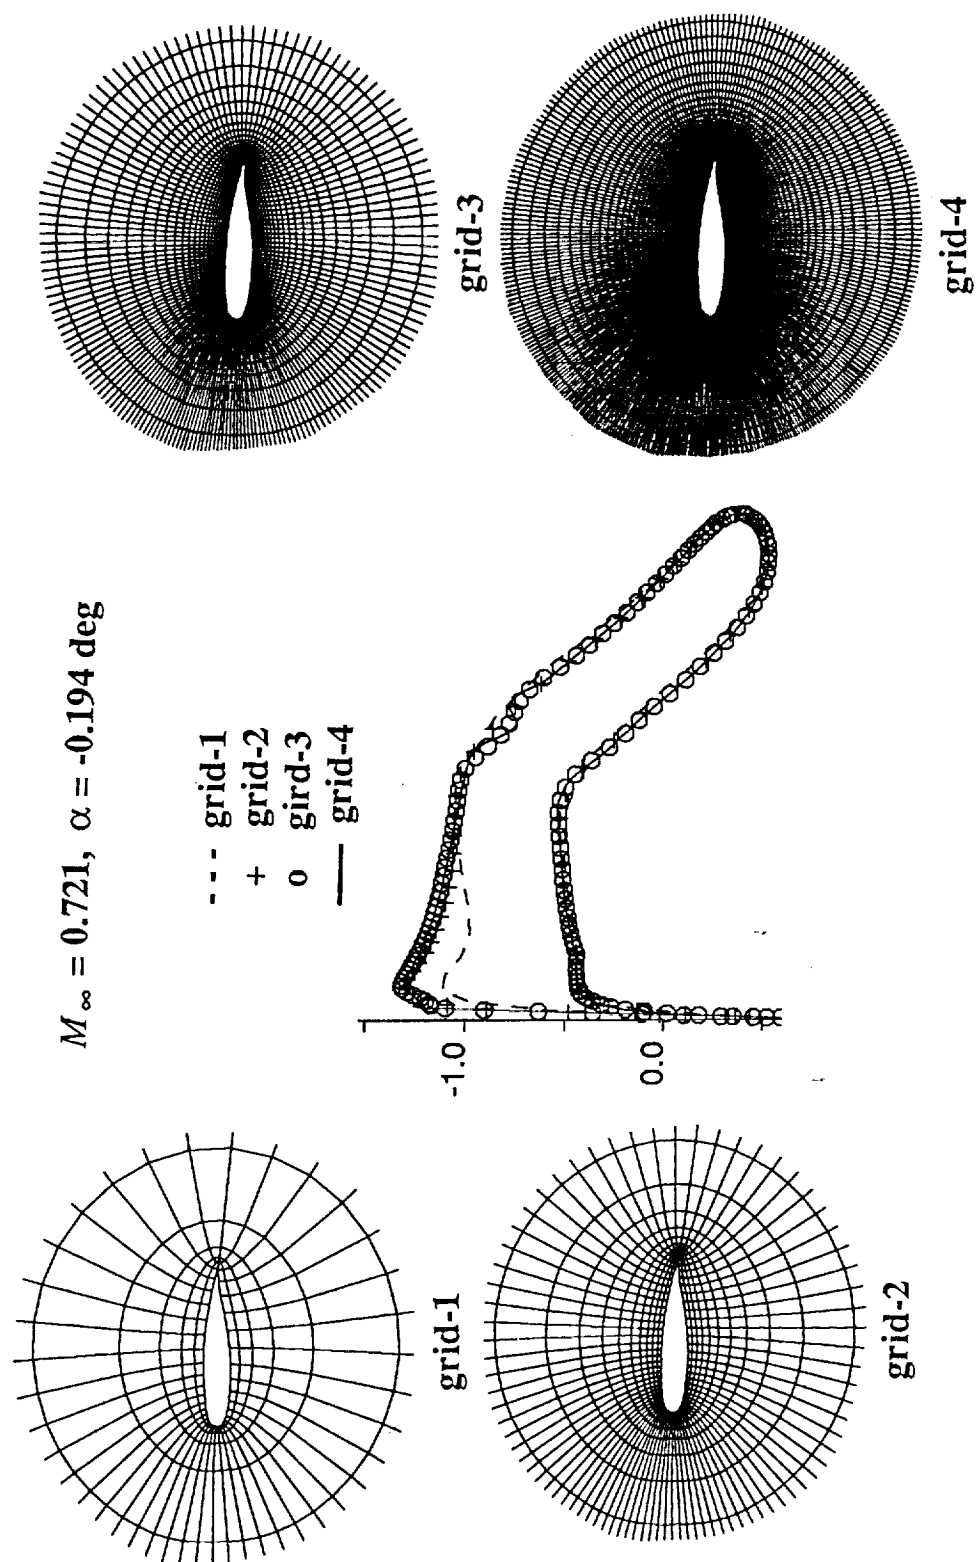 M∞ = 0.721, α = -0.194 deg
--- grid-1
+ grid-2
o gird-3
— grid-4
-1.0
0.0
grid-1
grid-2
grid-3
grid-4